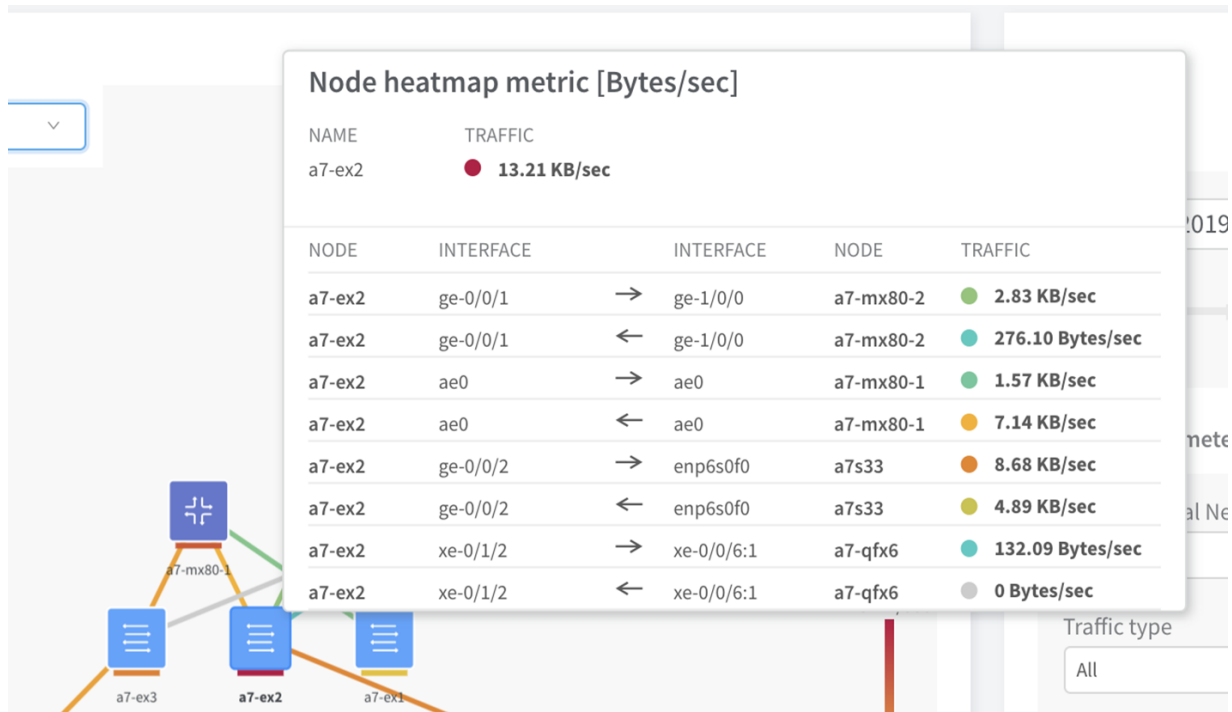 Node heatmap metric [Bytes/sec]
NAME TRAFFIC
a7-ex2 13.21 KB/sec
NODE INTERFACE INTERFACE NODE TRAFFIC
a7-ex2 ge-0/0/1 → ge-1/0/0 a7-mx80-2 2.83 KB/sec
a7-ex2 ge-0/0/1 ← ge-1/0/0 a7-mx80-2 276.10 Bytes/sec
a7-ex2 ae0 → ae0 a7-mx80-1 1.57 KB/sec
a7-ex2 ae0 ← ae0 a7-mx80-1 7.14 KB/sec
a7-ex2 ge-0/0/2 → enp6s0f0 a7s33 8.68 KB/sec
a7-ex2 ge-0/0/2 ← enp6s0f0 a7s33 4.89 KB/sec
a7-ex2 xe-0/1/2 → xe-0/0/6:1 a7-qfx6 132.09 Bytes/sec
a7-ex2 xe-0/1/2 ← xe-0/0/6:1 a7-qfx6 0 Bytes/sec
2019
a7-mx80-1
a7-ex3 a7-ex2 a7-ex1
Traffic type
All